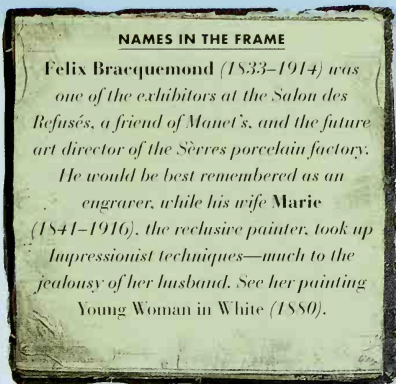 NAMES IN THE FRAME
Felix Bracquemond (1833–1914) was
one of the exhibitors at the Salon des
Refusés, a friend of Manet's, and the future
art director of the Sèvres porcelain factory.
He would be best remembered as an
engraver, while his wife Marie
(1841–1916), the reclusive painter, took up
Impressionist techniques—much to the
jealousy of her husband. See her painting
Young Woman in White (1880).